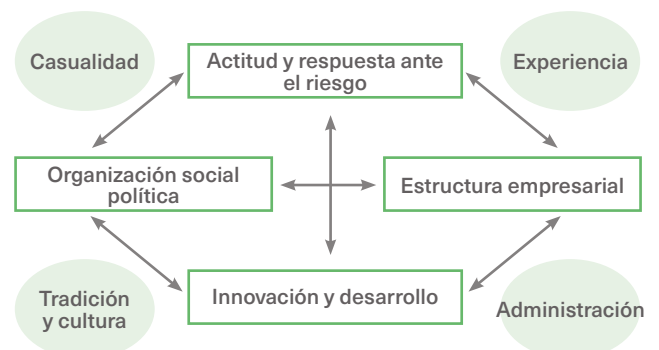 Casualidad
Actitud y respuesta ante
el riesgo
Experiencia
Organización social
política
Estructura empresarial
Tradición
y cultura
Innovación y desarrollo
Administración